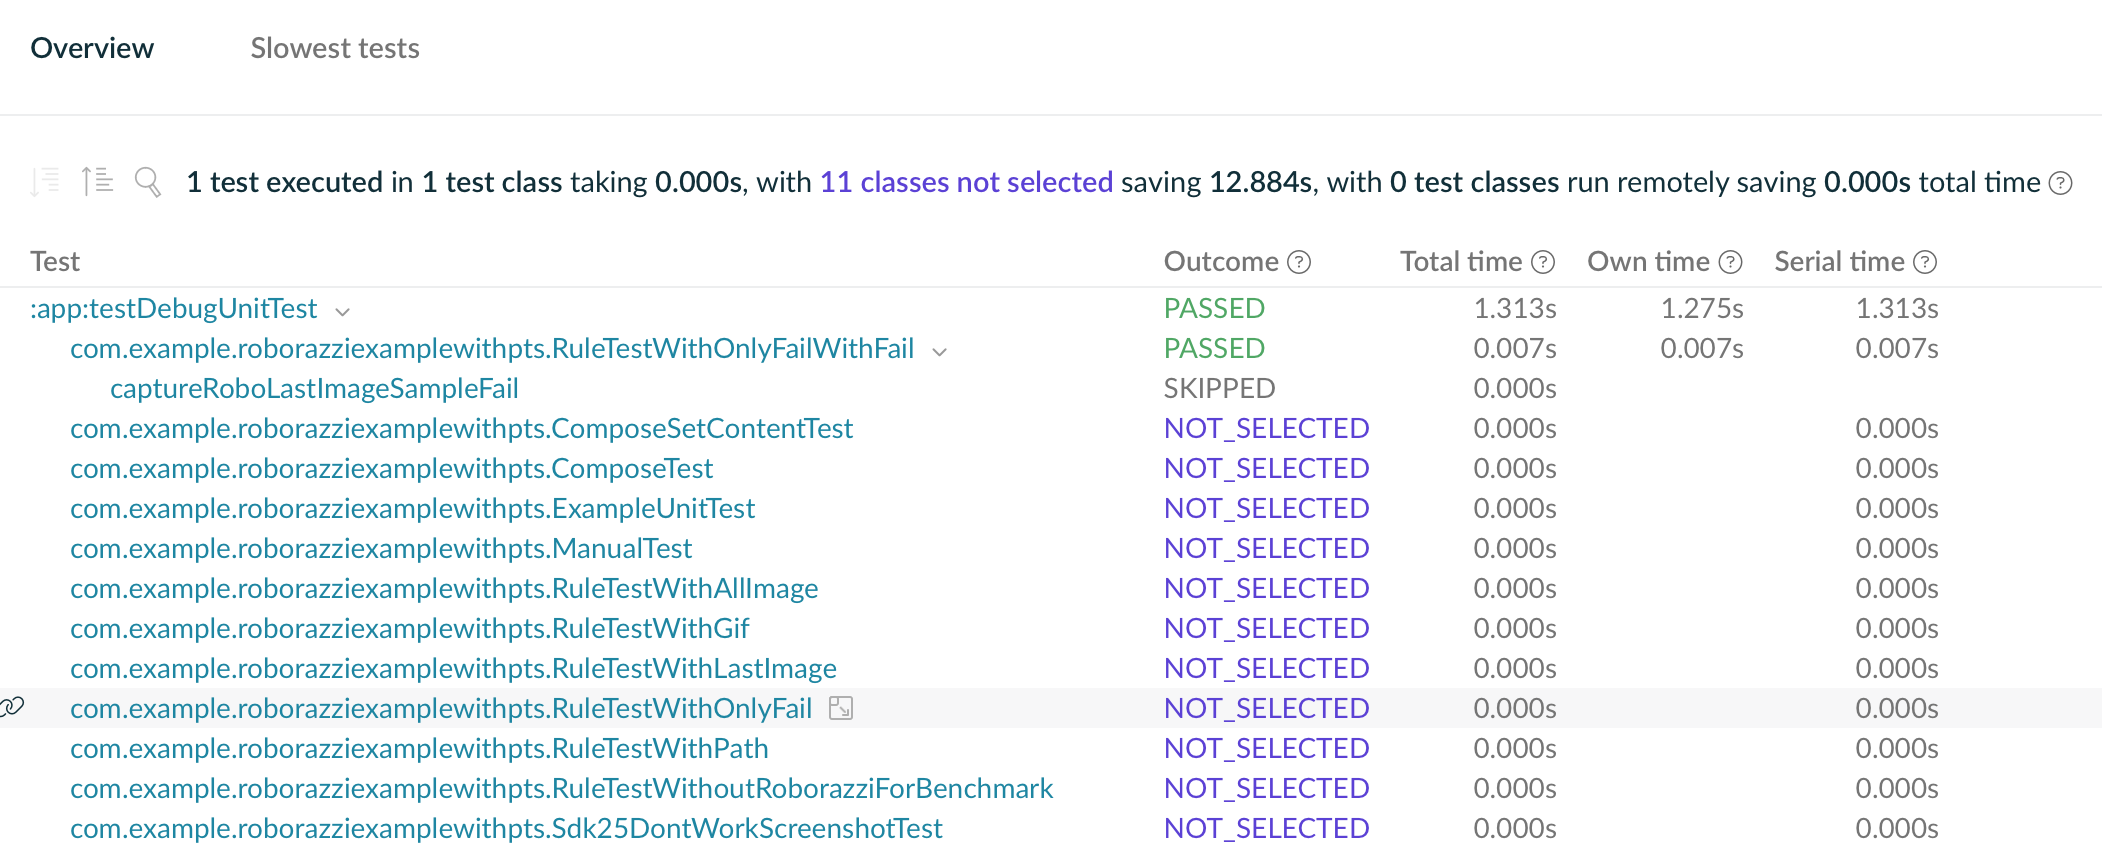 Overview Slowest tests
1 test executed in 1 test class taking 0.000s, with 11 classes not selected saving 12.884s, with 0 test classes run remotely saving 0.000s total time ?
Test Outcome ? Total time ? Own time ? Serial time ?
:app:testDebugUnitTest PASSED 1.313s 1.275s 1.313s
com.example.roborazziexamplewithpts.RuleTestWithOnlyFailWithFail PASSED 0.007s 0.007s 0.007s
captureRoboLastImageSampleFail SKIPPED 0.000s
com.example.roborazziexamplewithpts.ComposeSetContentTest NOT_SELECTED 0.000s 0.000s
com.example.roborazziexamplewithpts.ComposeTest NOT_SELECTED 0.000s 0.000s
com.example.roborazziexamplewithpts.ExampleUnitTest NOT_SELECTED 0.000s 0.000s
com.example.roborazziexamplewithpts.ManualTest NOT_SELECTED 0.000s 0.000s
com.example.roborazziexamplewithpts.RuleTestWithAllImage NOT_SELECTED 0.000s 0.000s
com.example.roborazziexamplewithpts.RuleTestWithGif NOT_SELECTED 0.000s 0.000s
com.example.roborazziexamplewithpts.RuleTestWithLastImage NOT_SELECTED 0.000s 0.000s
com.example.roborazziexamplewithpts.RuleTestWithOnlyFail NOT_SELECTED 0.000s 0.000s
com.example.roborazziexamplewithpts.RuleTestWithPath NOT_SELECTED 0.000s 0.000s
com.example.roborazziexamplewithpts.RuleTestWithoutRoborazziForBenchmark NOT_SELECTED 0.000s 0.000s
com.example.roborazziexamplewithpts.Sdk25DontWorkScreenshotTest NOT_SELECTED 0.000s 0.000s